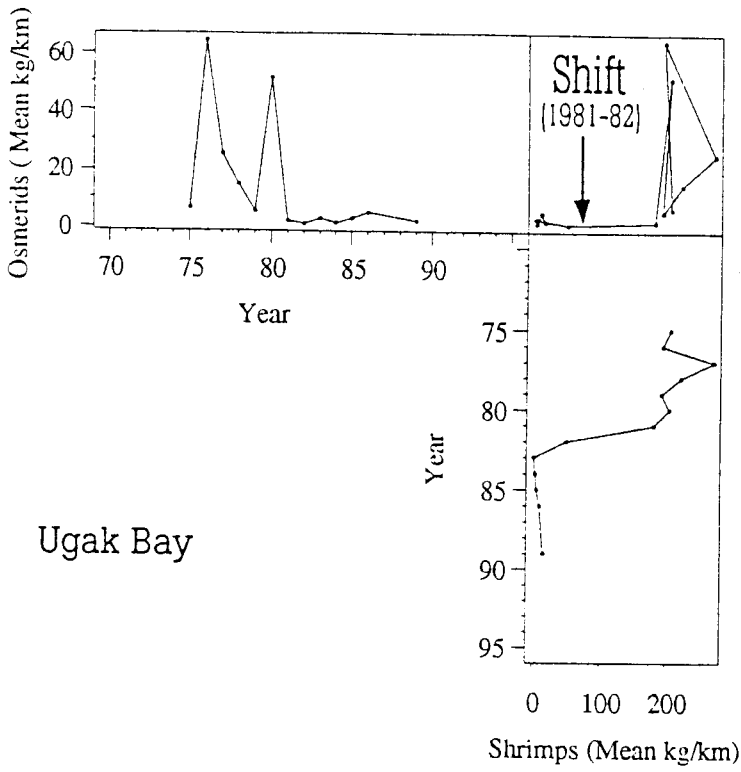 Osmerids ( Mean kg/km)
60
40
20
0
70 75 80 85 90
Year
Shift
(1981-82)
75
80
85
90
95
Year
0 100 200
Shrimps (Mean kg/km)
Ugak Bay